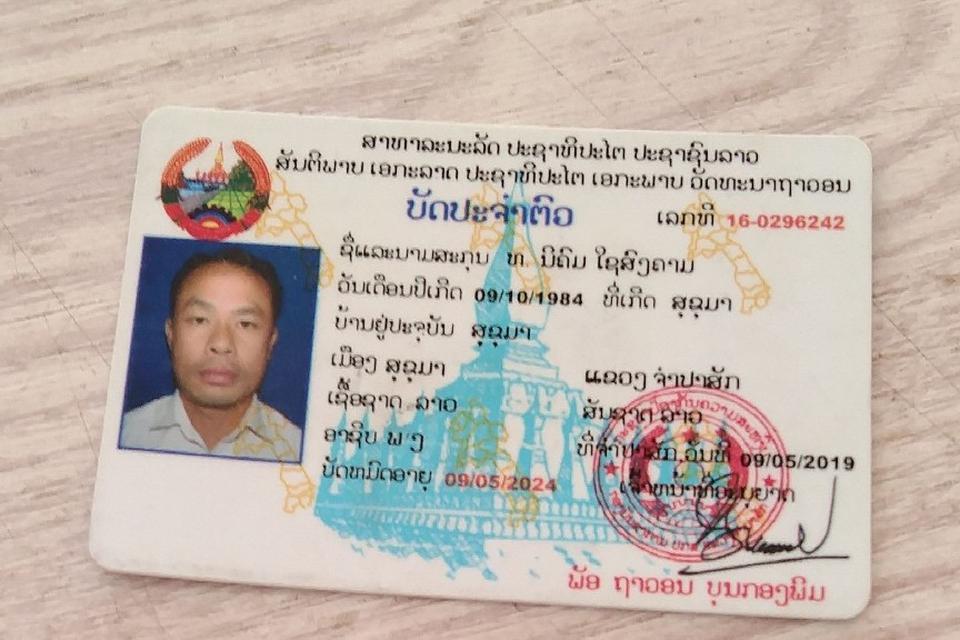 ສາທາລະນະລັດ ປະຊາທິປະໄຕ ປະຊາຊົນລາວ
ສັນຕິພາບ ເອກະລາດ ປະຊາທິປະໄຕ ເອກະພາບ ວັດທະນາຖາວອນ
ບັດປະຈຳຕົວ ເລກທີ 16-0296242
ຊື່ແລະນາມສະກຸນ ທ. ນີຄົມ ໃຊສົງຄາມ
ວັນເດືອນປີເກີດ 09/10/1984 ທີ່ເກີດ ສຸຂຸມາ
ບ້ານຢູ່ປະຈຸບັນ ສຸຂຸມາ
ເມືອງ ສຸຂຸມາ ແຂວງ ຈຳປາສັກ
ເຊື້ອຊາດ ລາວ ສັນຊາດ ລາວ
ອາຊີບ ພ/ງ ທີ່ຈຳປາສັກ.ວັນທີ 09/05/2019
ບັດຫມົດອາຍຸ 09/05/2024 ເຈົ້າຫນ້າທີ່ອະນຸຍາດ
ພັອ ຖາວອນ ບຸນກອງພິມ